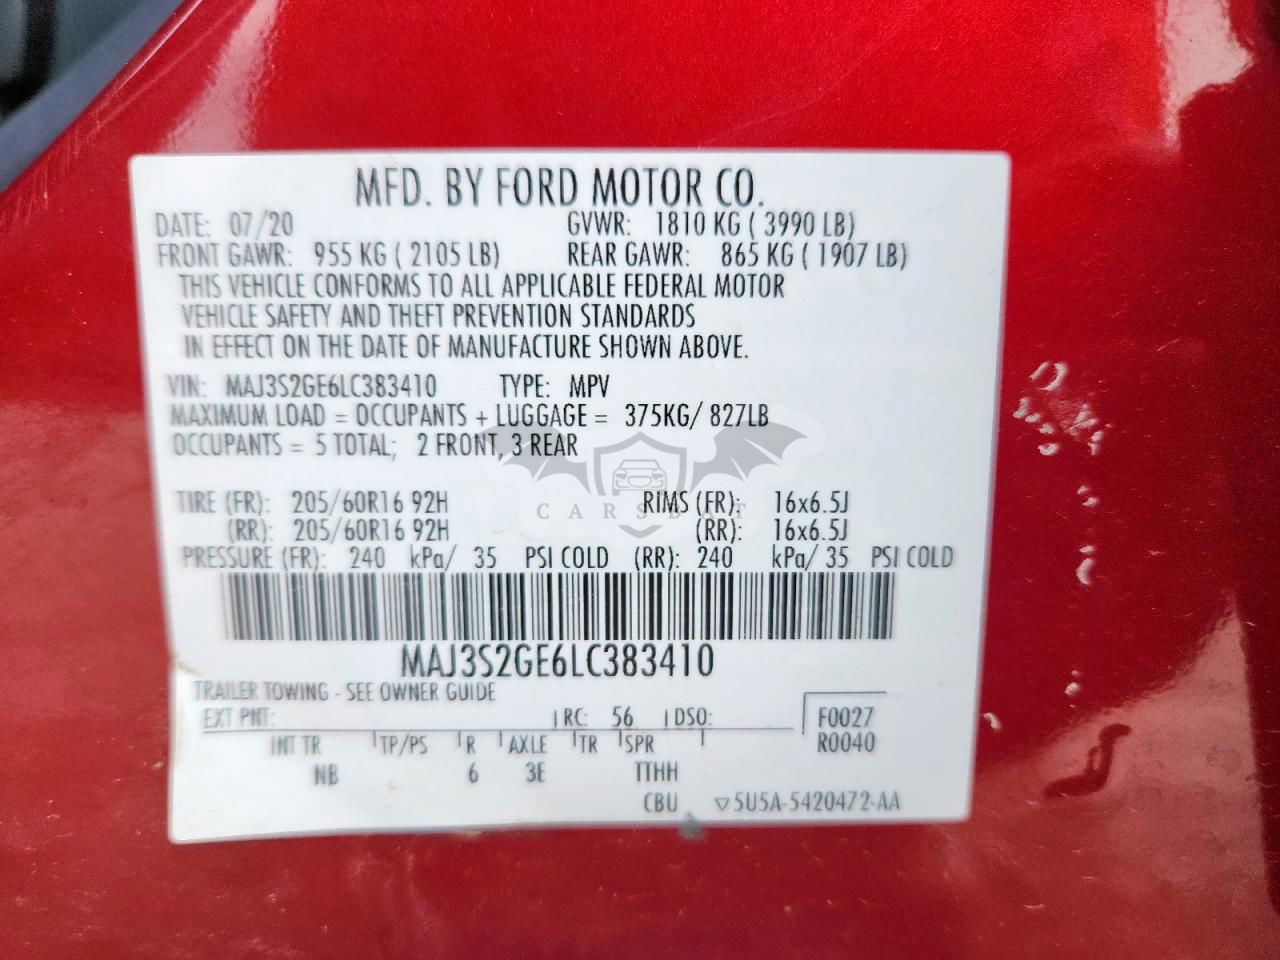 MFD. BY FORD MOTOR CO.
DATE: 07/20 GVWR: 1810 KG ( 3990 LB)
FRONT GAWR: 955 KG ( 2105 LB) REAR GAWR: 865 KG ( 1907 LB)
THIS VEHICLE CONFORMS TO ALL APPLICABLE FEDERAL MOTOR
VEHICLE SAFETY AND THEFT PREVENTION STANDARDS
IN EFFECT ON THE DATE OF MANUFACTURE SHOWN ABOVE.
VIN: MAJ3S2GE6LC383410 TYPE: MPV
MAXIMUM LOAD = OCCUPANTS + LUGGAGE = 375KG/ 827LB
OCCUPANTS = 5 TOTAL; 2 FRONT, 3 REAR
TIRE (FR): 205/60R16 92H RIMS (FR): 16x6.5J
CARSBAT
(RR): 205/60R16 92H (RR): 16x6.5J
PRESSURE (FR): 240 kPa/ 35 PSI COLD (RR): 240 kPa/ 35 PSI COLD
MAJ3S2GE6LC383410
TRAILER TOWING - SEE OWNER GUIDE
EXT PNT: RC: 56 DSO: F0027
INT TR TP/PS R AXLE TR SPR R0040
NB 6 3E TTHH
CBU ▽5U5A-5420472-AA